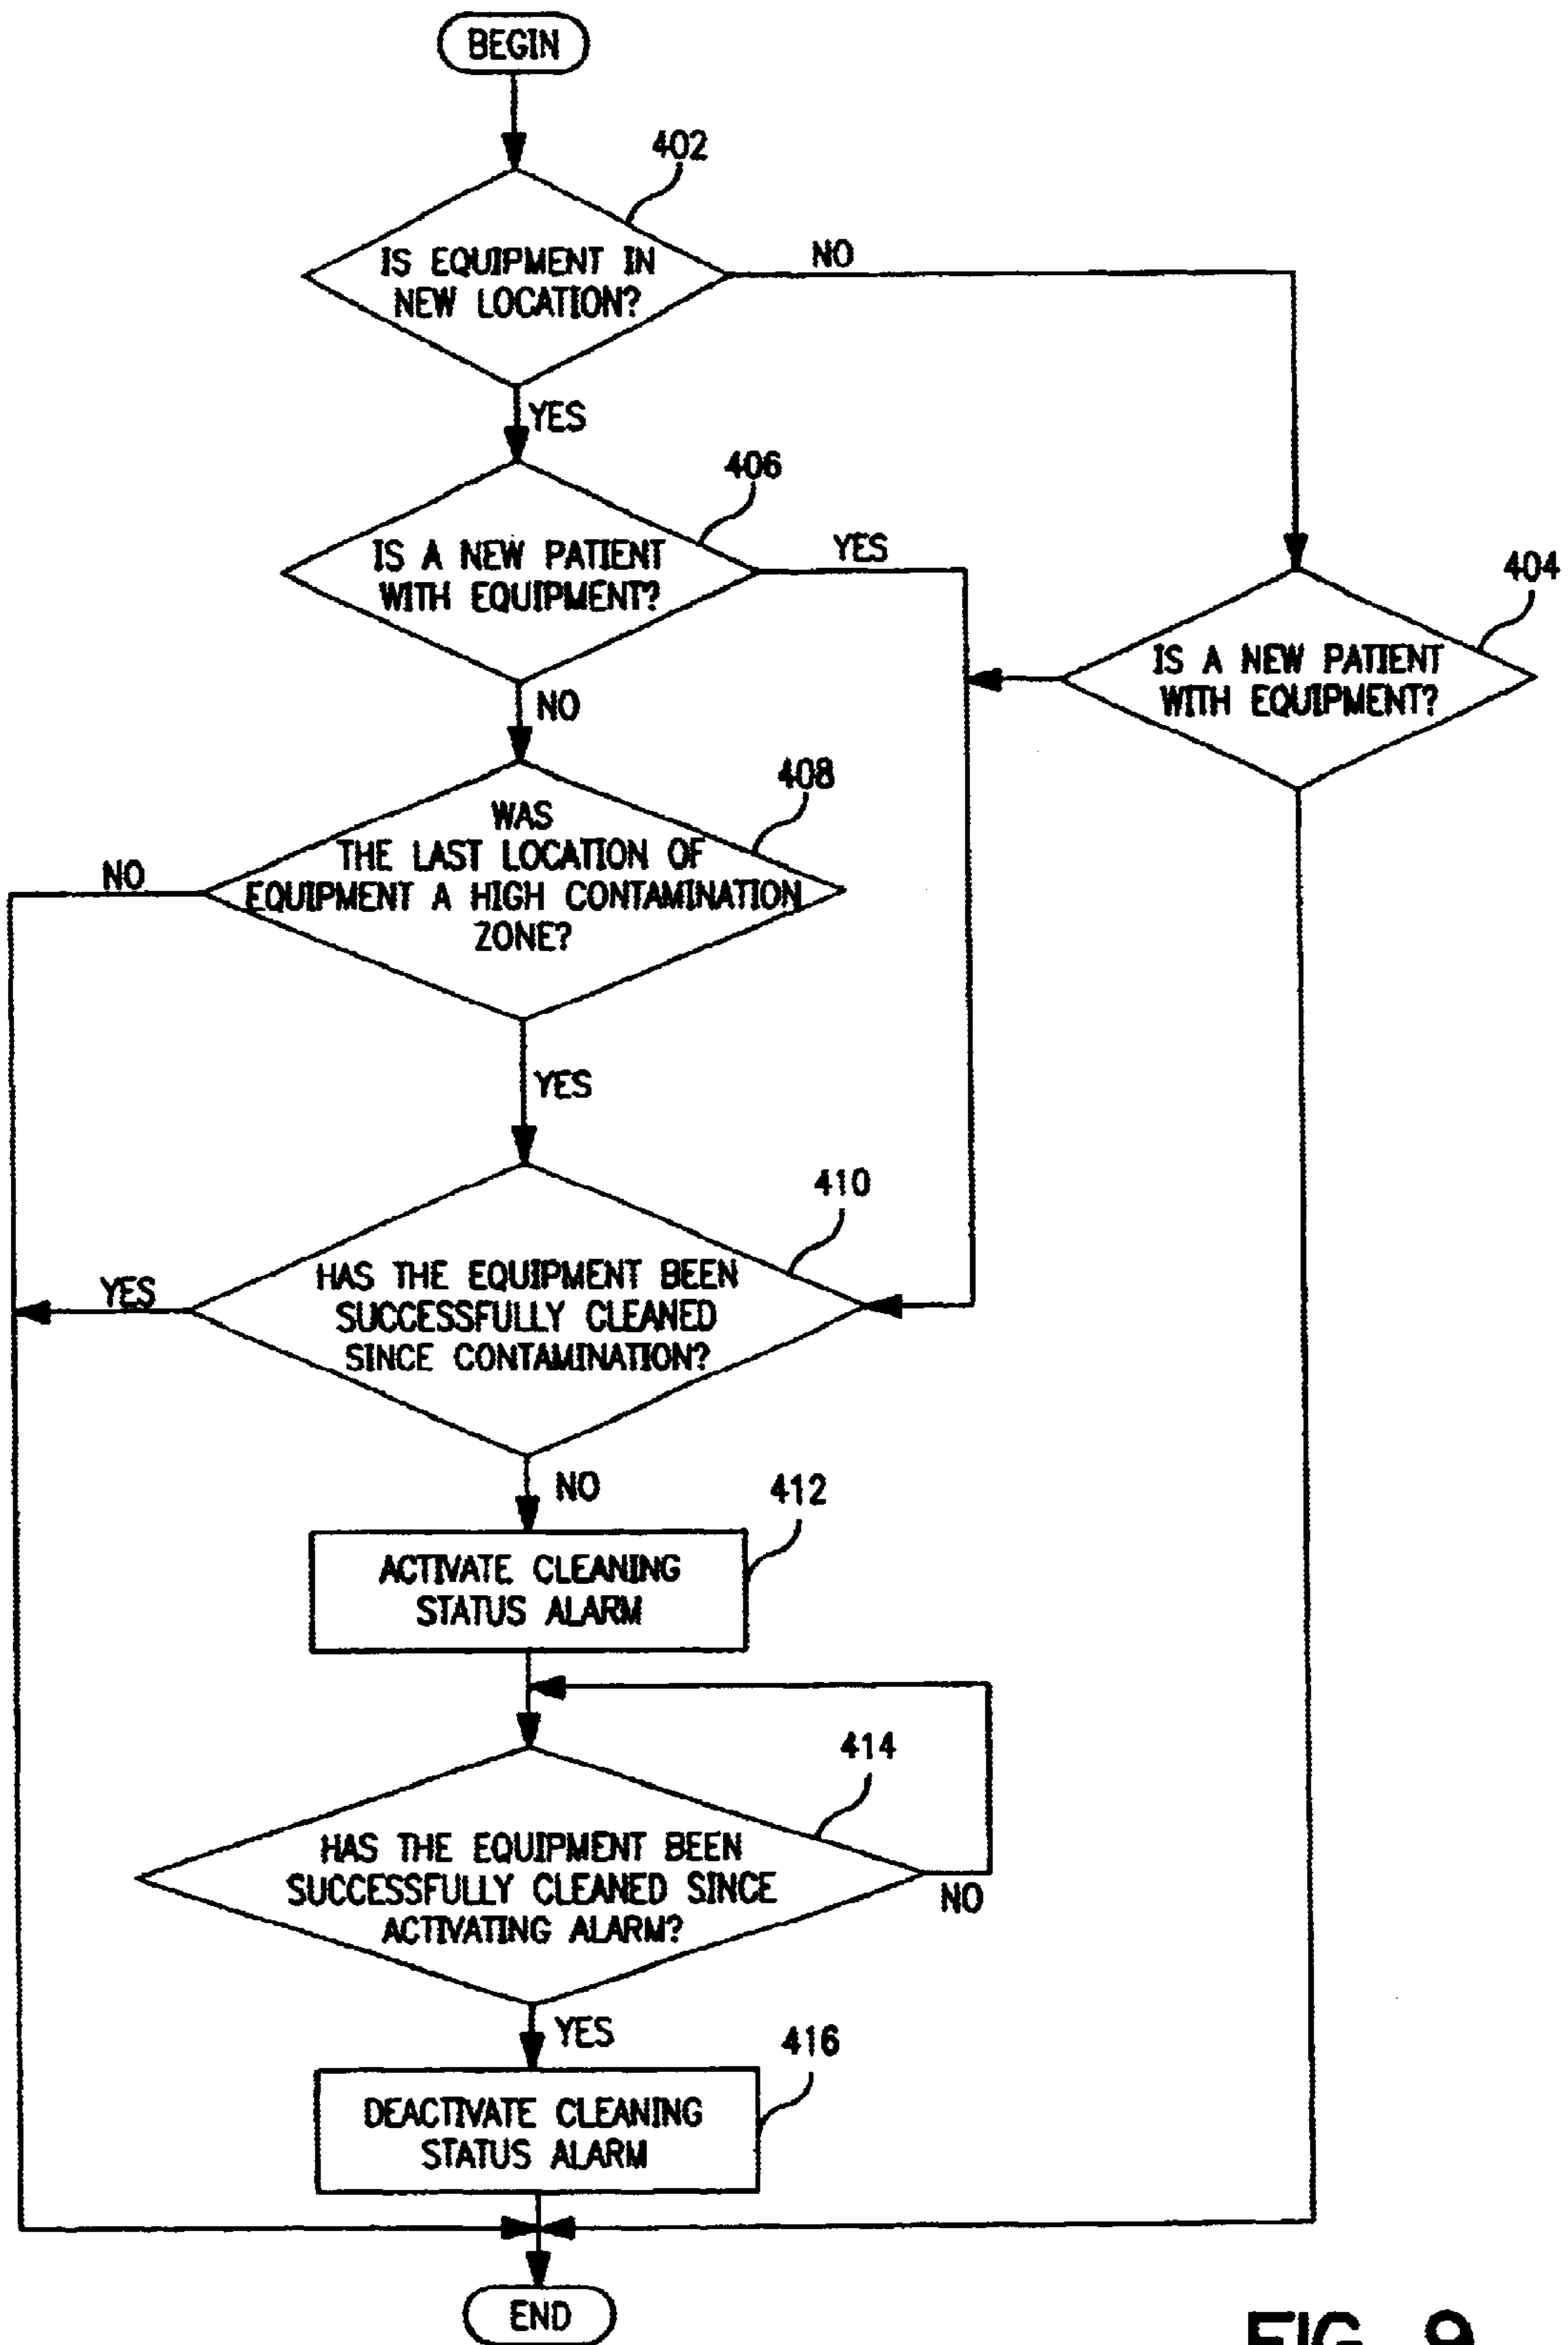 BEGIN
402
IS EQUIPMENT IN
NEW LOCATION?
NO
YES
406
IS A NEW PATIENT
WITH EQUIPMENT?
YES
404
IS A NEW PATIENT
WITH EQUIPMENT?
NO
408
WAS
THE LAST LOCATION OF
EQUIPMENT A HIGH CONTAMINATION
ZONE?
NO
YES
410
HAS THE EQUIPMENT BEEN
SUCCESSFULLY CLEANED
SINCE CONTAMINATION?
YES
NO
412
ACTIVATE CLEANING
STATUS ALARM
414
HAS THE EQUIPMENT BEEN
SUCCESSFULLY CLEANED SINCE
ACTIVATING ALARM?
NO
YES
416
DEACTIVATE CLEANING
STATUS ALARM
END
FIG. 9